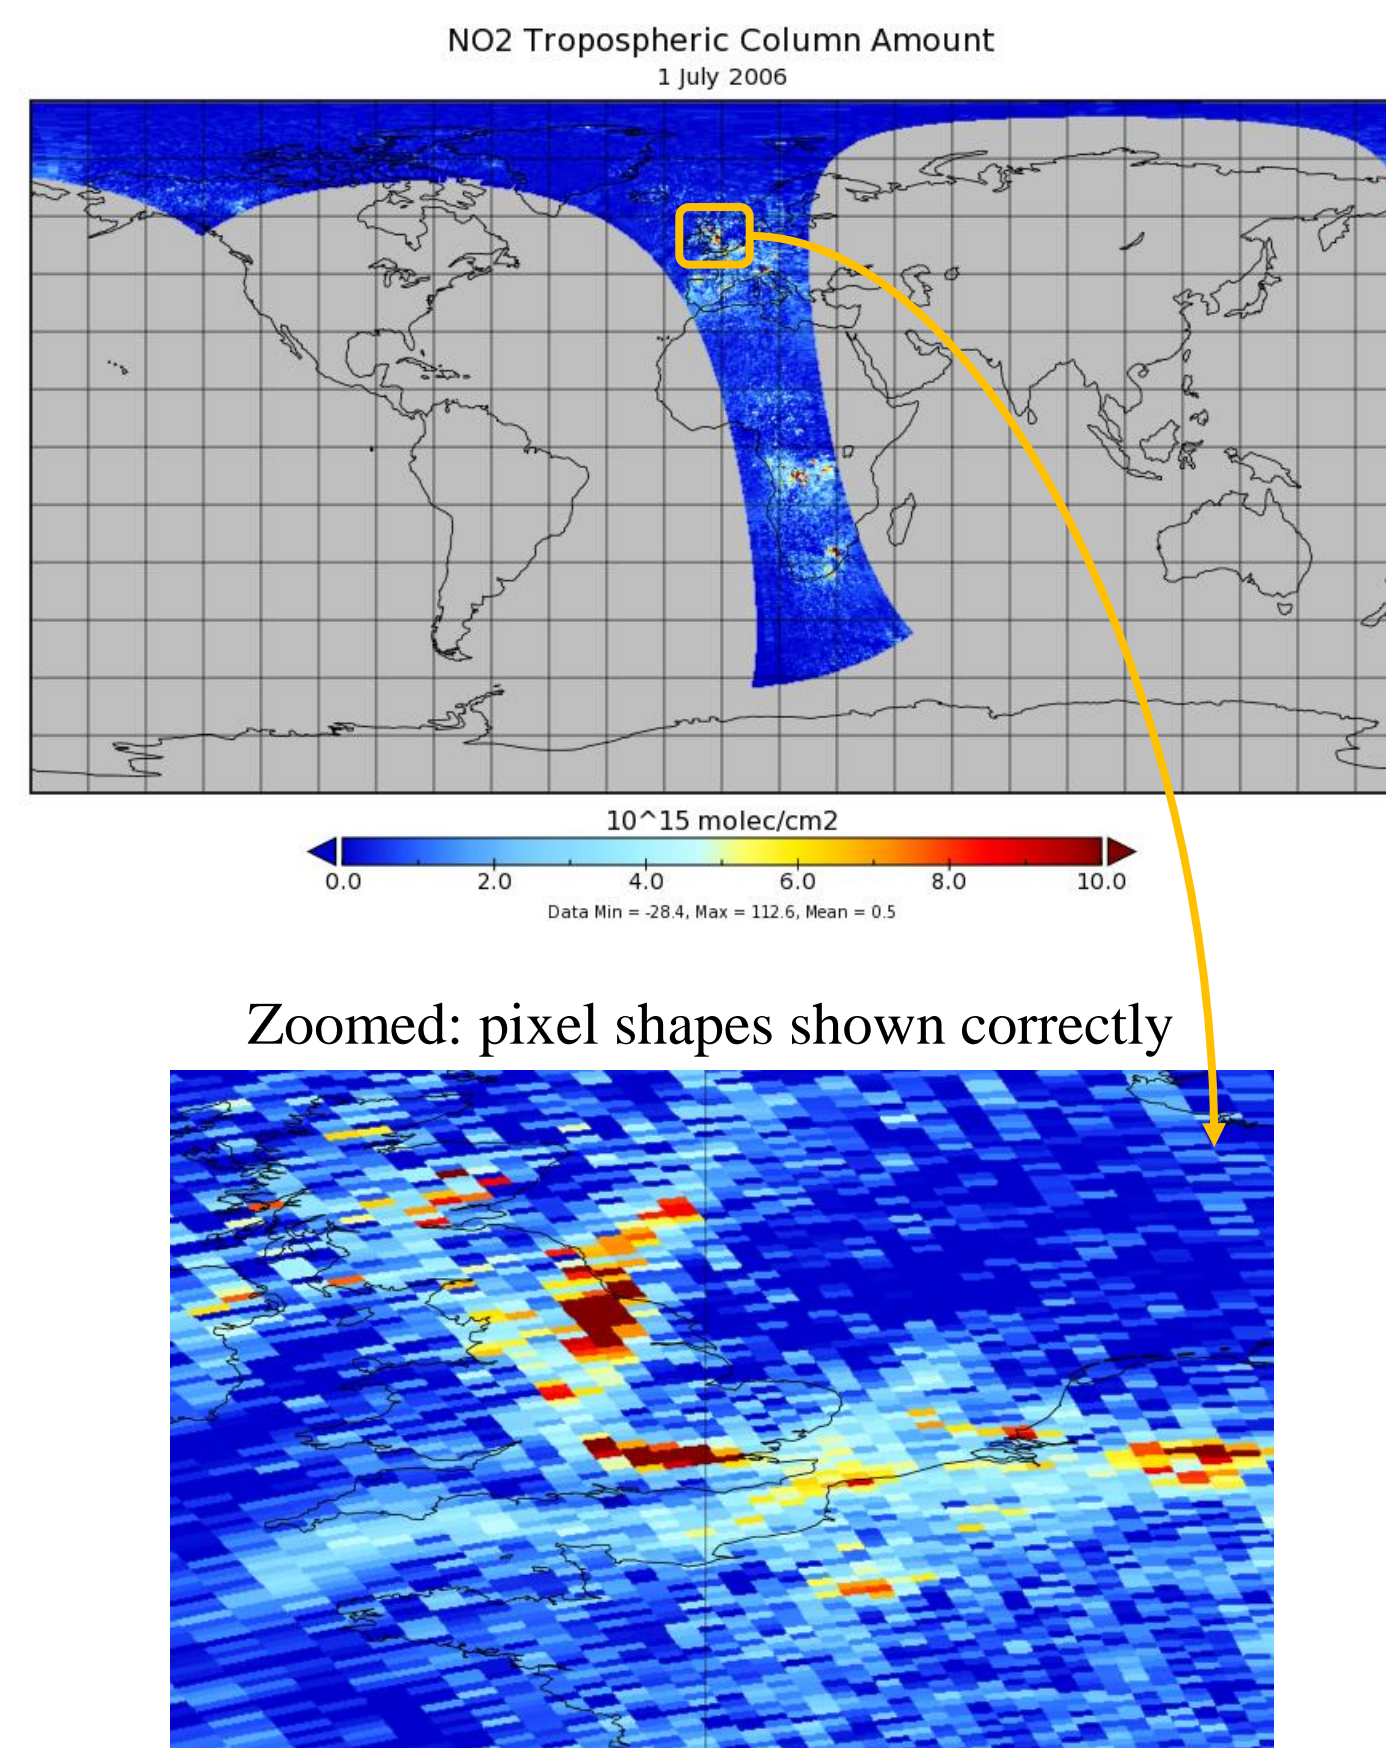 NO2 Tropospheric Column Amount
1 July 2006
10^15 molec/cm2
0.0 2.0 4.0 6.0 8.0 10.0
Data Min = -28.4, Max = 112.6, Mean = 0.5
Zoomed: pixel shapes shown correctly